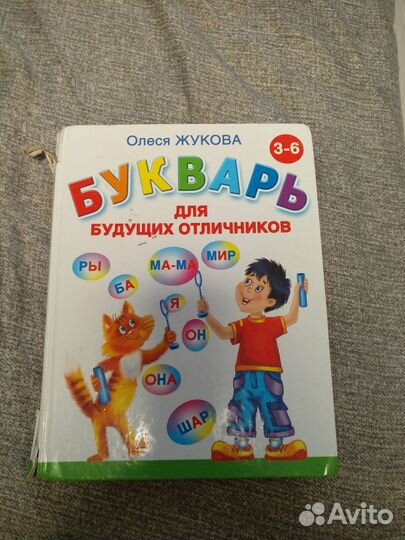 Олеся ЖУКОВА
3-6
БУКВАРЬ
ДЛЯ
БУДУЩИХ ОТЛИЧНИКОВ
РЫ
БА
МА-МА
МИР
Я
ОН
ОНА
ШАР
Avito